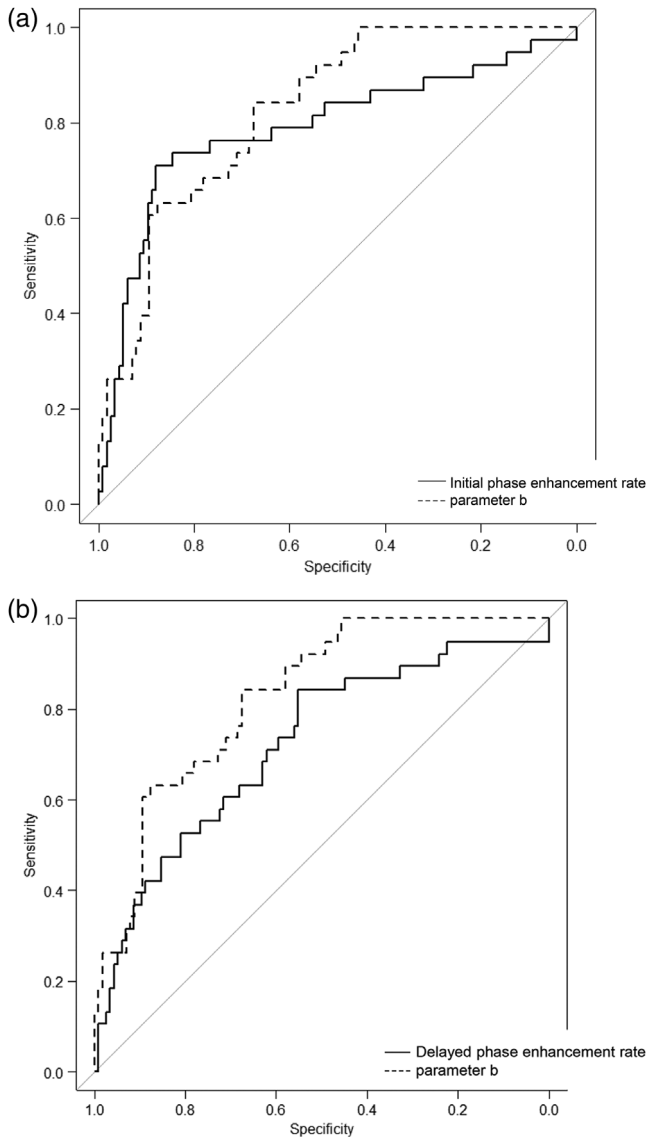 (a)
1.0
0.8
0.6
0.4
0.2
0.0
Sensitivity
Initial phase enhancement rate
parameter b
1.0 0.8 0.6 0.4 0.2 0.0
Specificity
(b)
1.0
0.8
0.6
0.4
0.2
0.0
Sensitivity
Delayed phase enhancement rate
parameter b
1.0 0.8 0.6 0.4 0.2 0.0
Specificity